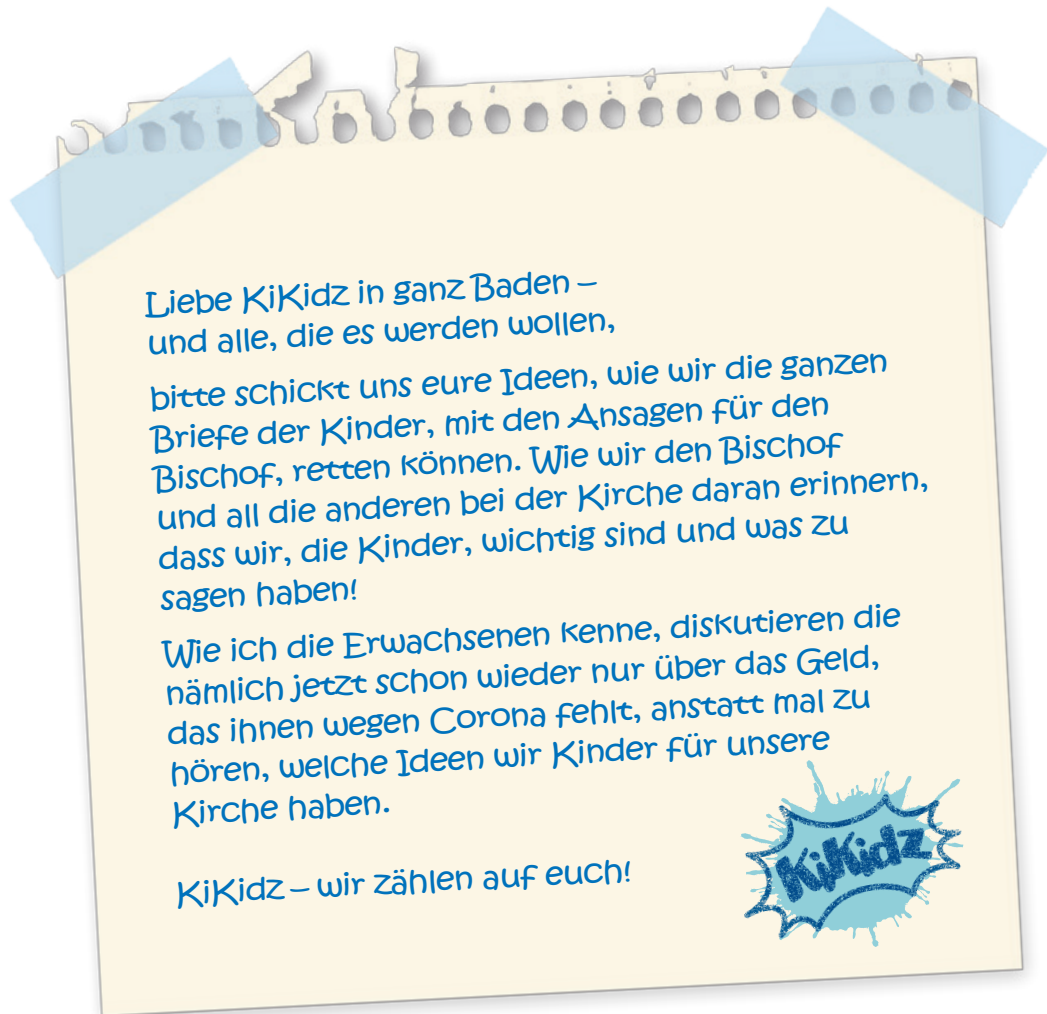 Liebe KiKidz in ganz Baden –
und alle, die es werden wollen,
bitte schickt uns eure Ideen, wie wir die ganzen
Briefe der Kinder, mit den Ansagen für den
Bischof, retten können. Wie wir den Bischof
und all die anderen bei der Kirche daran erinnern,
dass wir, die Kinder, wichtig sind und was zu
sagen haben!
Wie ich die Erwachsenen kenne, diskutieren die
nämlich jetzt schon wieder nur über das Geld,
das ihnen wegen Corona fehlt, anstatt mal zu
hören, welche Ideen wir Kinder für unsere
Kirche haben.
KiKidz – wir zählen auf euch!
KiKidz